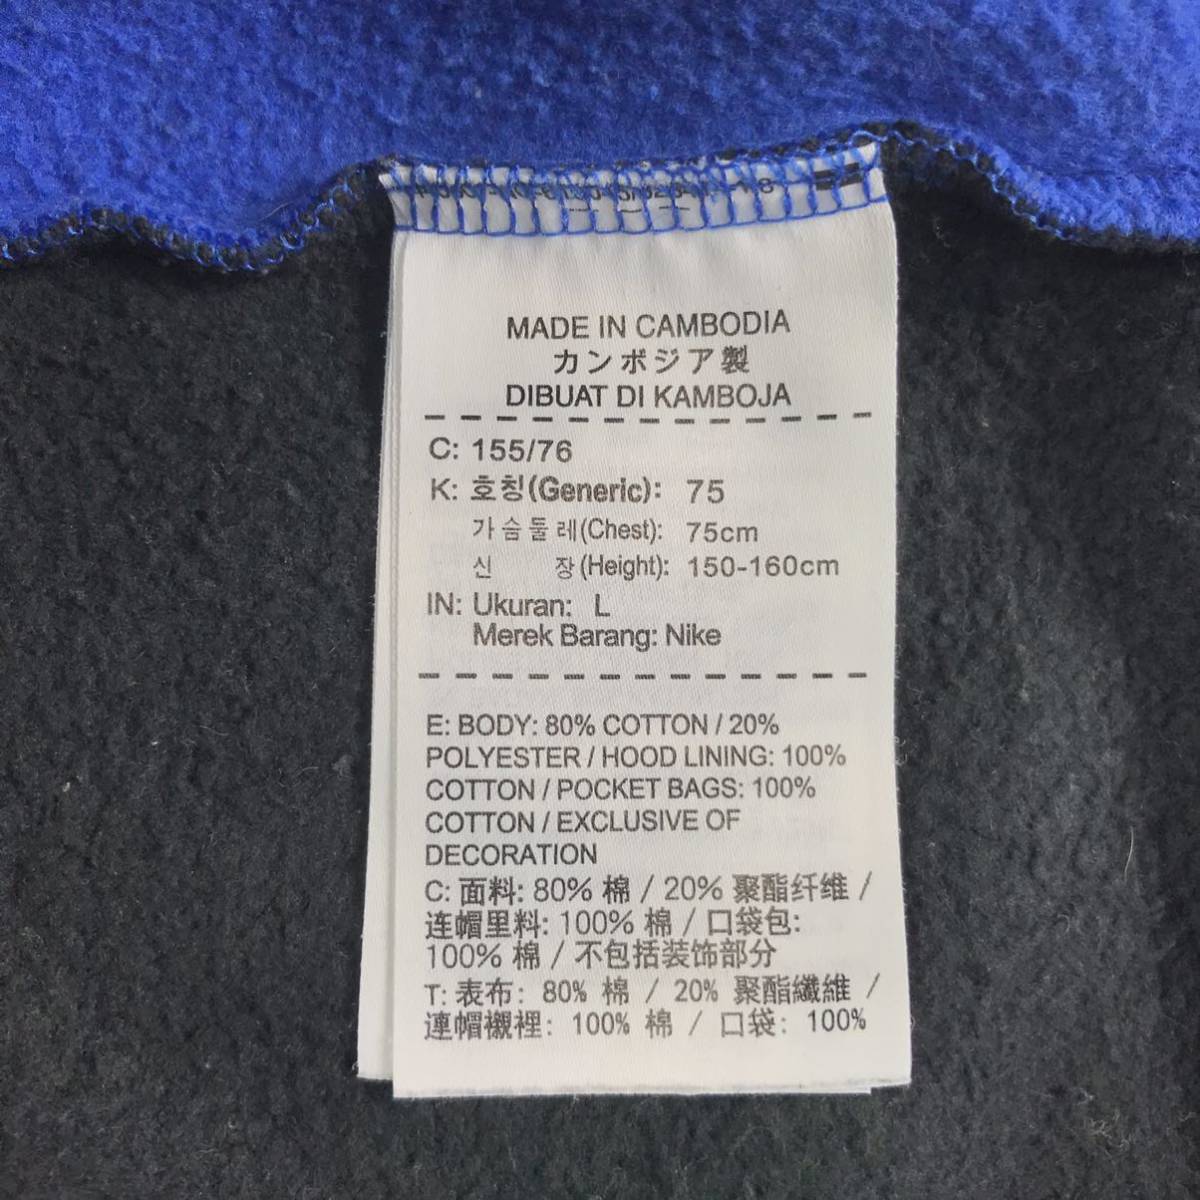 MADE IN CAMBODIA
カンボジア製
DIBUAT DI KAMBOJA
C: 155/76
K: 호칭(Generic): 75
가슴둘레(Chest): 75cm
신 장(Height): 150-160cm
IN: Ukuran: L
Merek Barang: Nike
E: BODY: 80% COTTON / 20%
POLYESTER / HOOD LINING: 100%
COTTON / POCKET BAGS: 100%
COTTON / EXCLUSIVE OF
DECORATION
C: 面料: 80% 棉 / 20% 聚酯纤维 /
连帽里料: 100% 棉 / 口袋包:
100% 棉 / 不包括装饰部分
T: 表布: 80% 棉 / 20% 聚酯纖維 /
連帽襯裡: 100% 棉 / 口袋: 100%